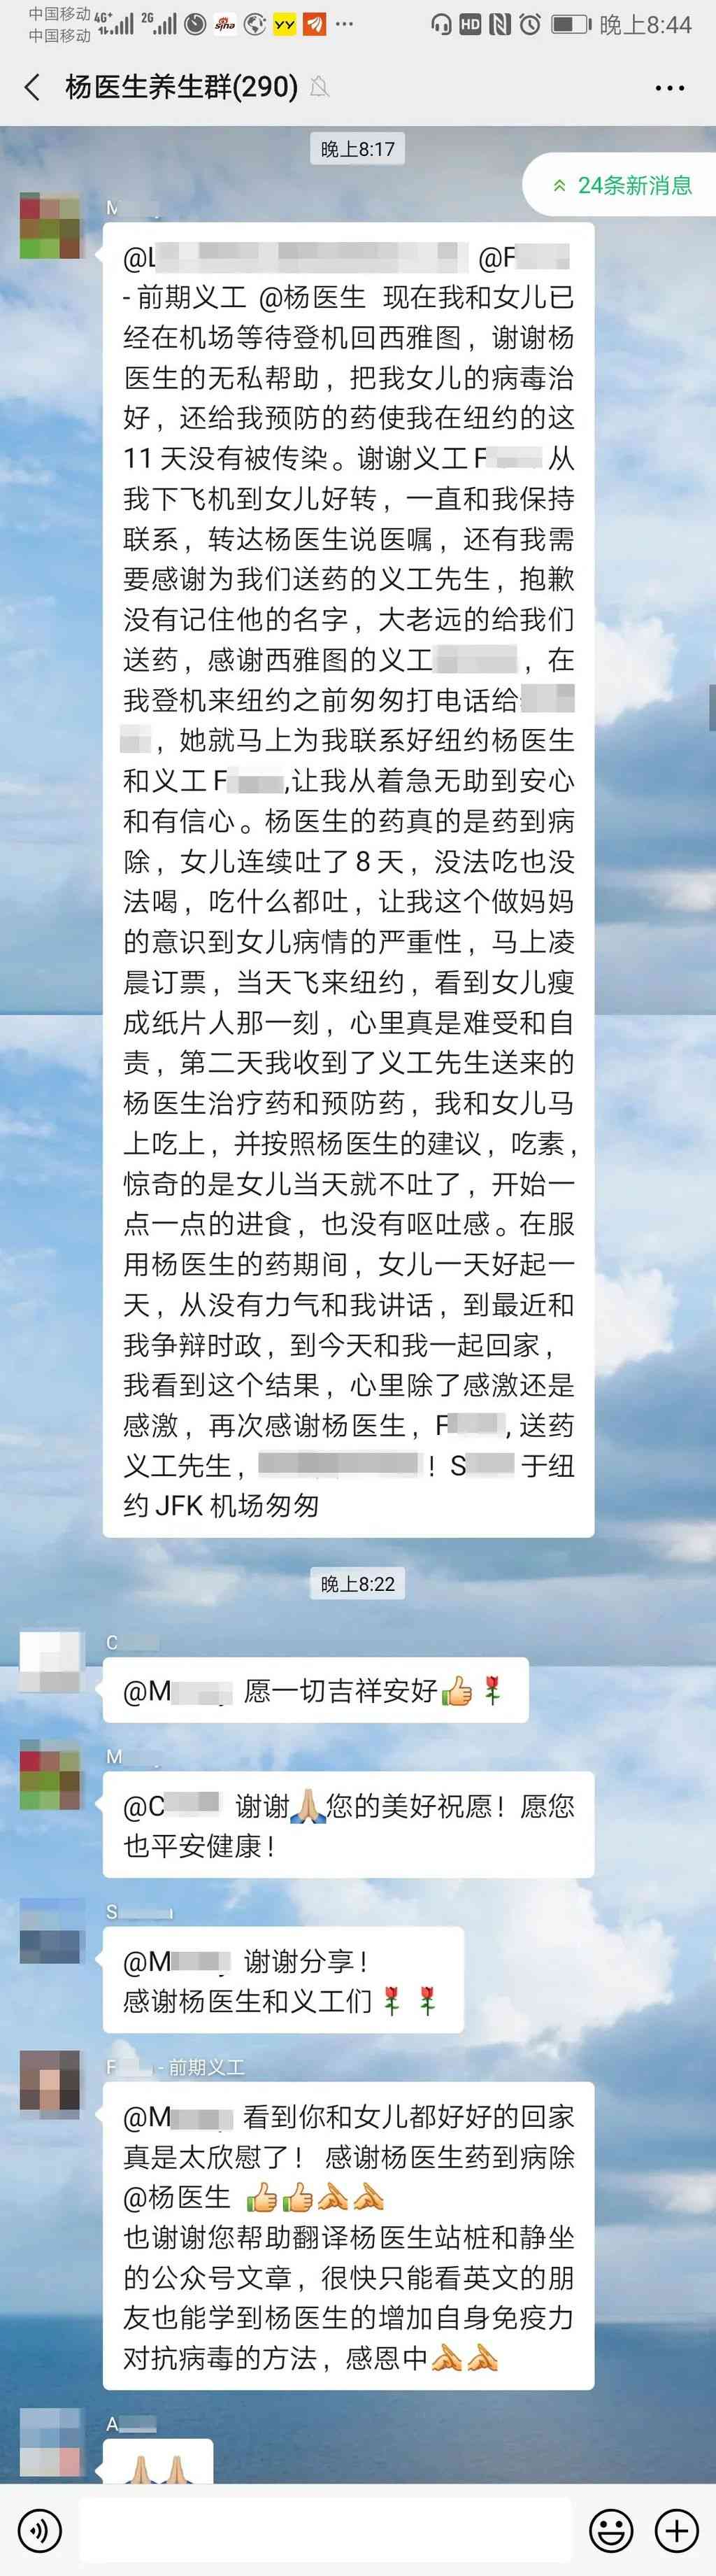 中国移动 4G+ 2G sina YY HD 晚上8:44
中国移动
杨医生养生群(290)
晚上8:17
24条新消息
M
@L @F
- 前期义工 @杨医生 现在我和女儿已
经在机场等待登机回西雅图，谢谢杨
医生的无私帮助，把我女儿的病毒治
好，还给我预防的药使我在纽约的这
11 天没有被传染。谢谢义工 F 从
我下飞机到女儿好转，一直和我保持
联系，转达杨医生说医嘱，还有我需
要感谢为我们送药的义工先生，抱歉
没有记住他的名字，大老远的给我们
送药，感谢西雅图的义工 ，在
我登机来纽约之前匆匆打电话给
，她就马上为我联系好纽约杨医生
和义工 F ,让我从着急无助到安心
和有信心。杨医生的药真的是药到病
除，女儿连续吐了 8 天，没法吃也没
法喝，吃什么都吐，让我这个做妈妈
的意识到女儿病情的严重性，马上凌
晨订票，当天飞来纽约，看到女儿瘦
成纸片人那一刻，心里真是难受和自
责，第二天我收到了义工先生送来的
杨医生治疗药和预防药，我和女儿马
上吃上，并按照杨医生的建议，吃素，
惊奇的是女儿当天就不吐了，开始一
点一点的进食，也没有呕吐感。在服
用杨医生的药期间，女儿一天好起一
天，从没有力气和我讲话，到最近和
我争辩时政，到今天和我一起回家，
我看到这个结果，心里除了感激还是
感激，再次感谢杨医生，F , 送药
义工先生， ！S 于纽
约 JFK 机场匆匆
晚上8:22
C
@M 愿一切吉祥安好👍🌹
M
@C 谢谢🙏您的美好祝愿！愿您
也平安健康！
S
@M 谢谢分享！
感谢杨医生和义工们🌹🌹
F - 前期义工
@M 看到你和女儿都好好的回家
真是太欣慰了！ 感谢杨医生药到病除
@杨医生 👍👍🙏🙏
也谢谢您帮助翻译杨医生站桩和静坐
的公众号文章，很快只能看英文的朋
友也能学到杨医生的增加自身免疫力
对抗病毒的方法，感恩中🙏🙏
A
🙏🙏